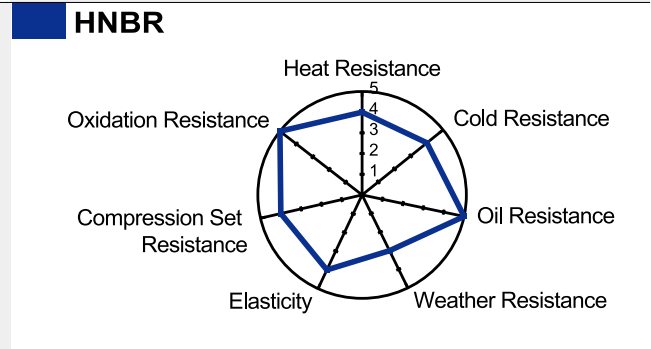 HNBR
Heat Resistance
5
4
3
2
1
Cold Resistance
Oxidation Resistance
Oil Resistance
Compression Set
Resistance
Elasticity
Weather Resistance